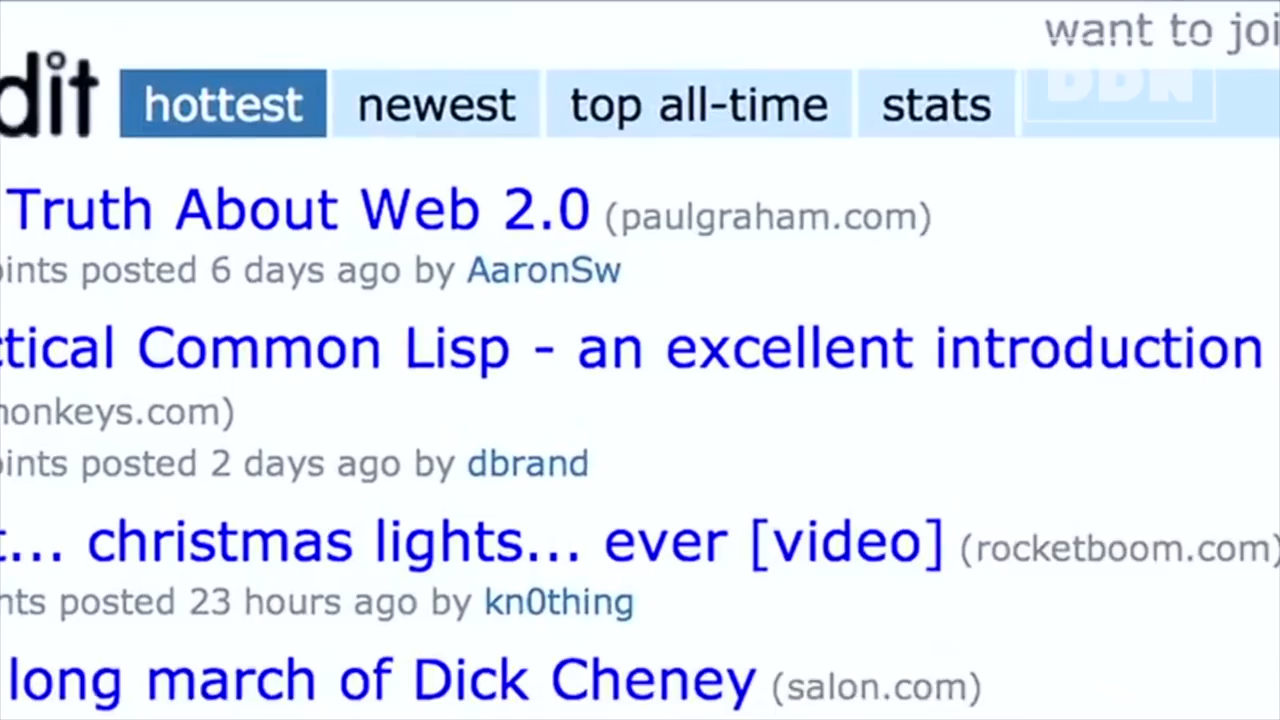 want to joi
dit hottest newest top all-time stats DDN
Truth About Web 2.0 (paulgraham.com)
oints posted 6 days ago by AaronSw
ctical Common Lisp - an excellent introduction
monkeys.com)
oints posted 2 days ago by dbrand
t... christmas lights... ever [video] (rocketboom.com)
nts posted 23 hours ago by kn0thing
long march of Dick Cheney (salon.com)